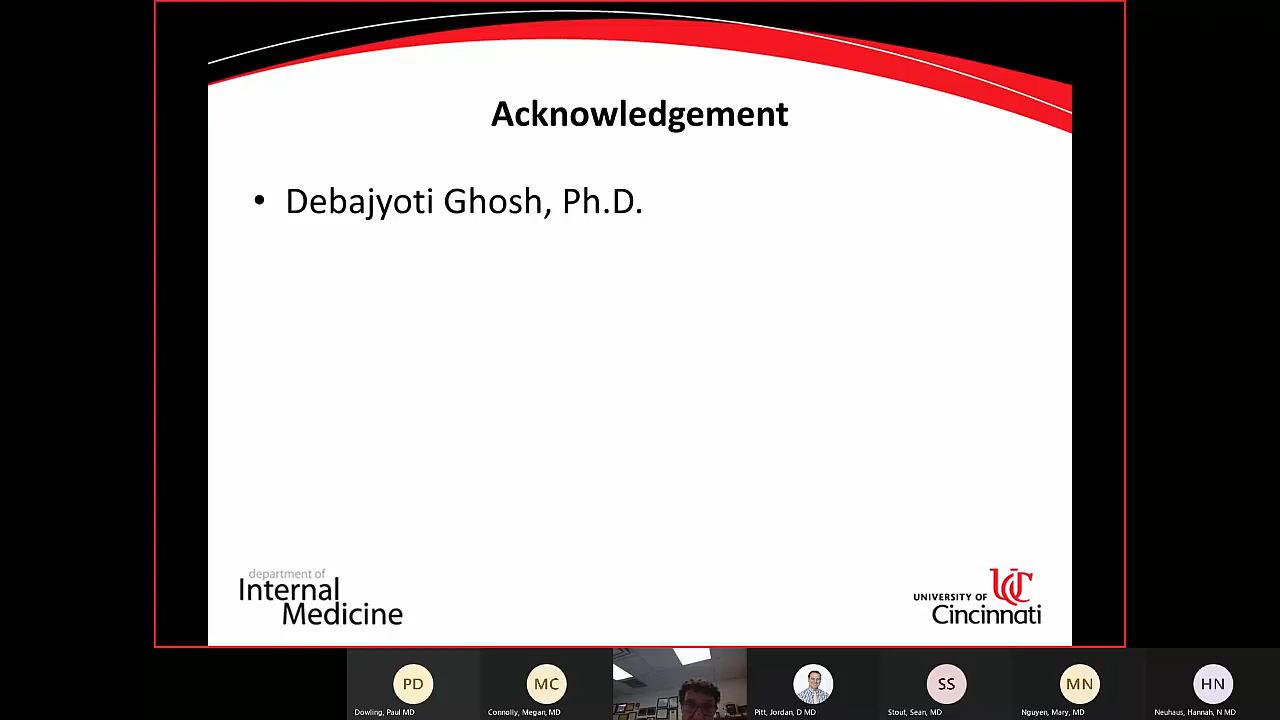 Acknowledgement
• Debajyoti Ghosh, Ph.D.
department of
Internal
Medicine
UC
UNIVERSITY OF
Cincinnati
PD
MC
SS
MN
HN
Dowling, Paul MD
Connolly, Megan, MD
Pitt, Jordan, D MD
Stout, Sean, MD
Nguyen, Mary, MD
Neuhaus, Hannah, N MD